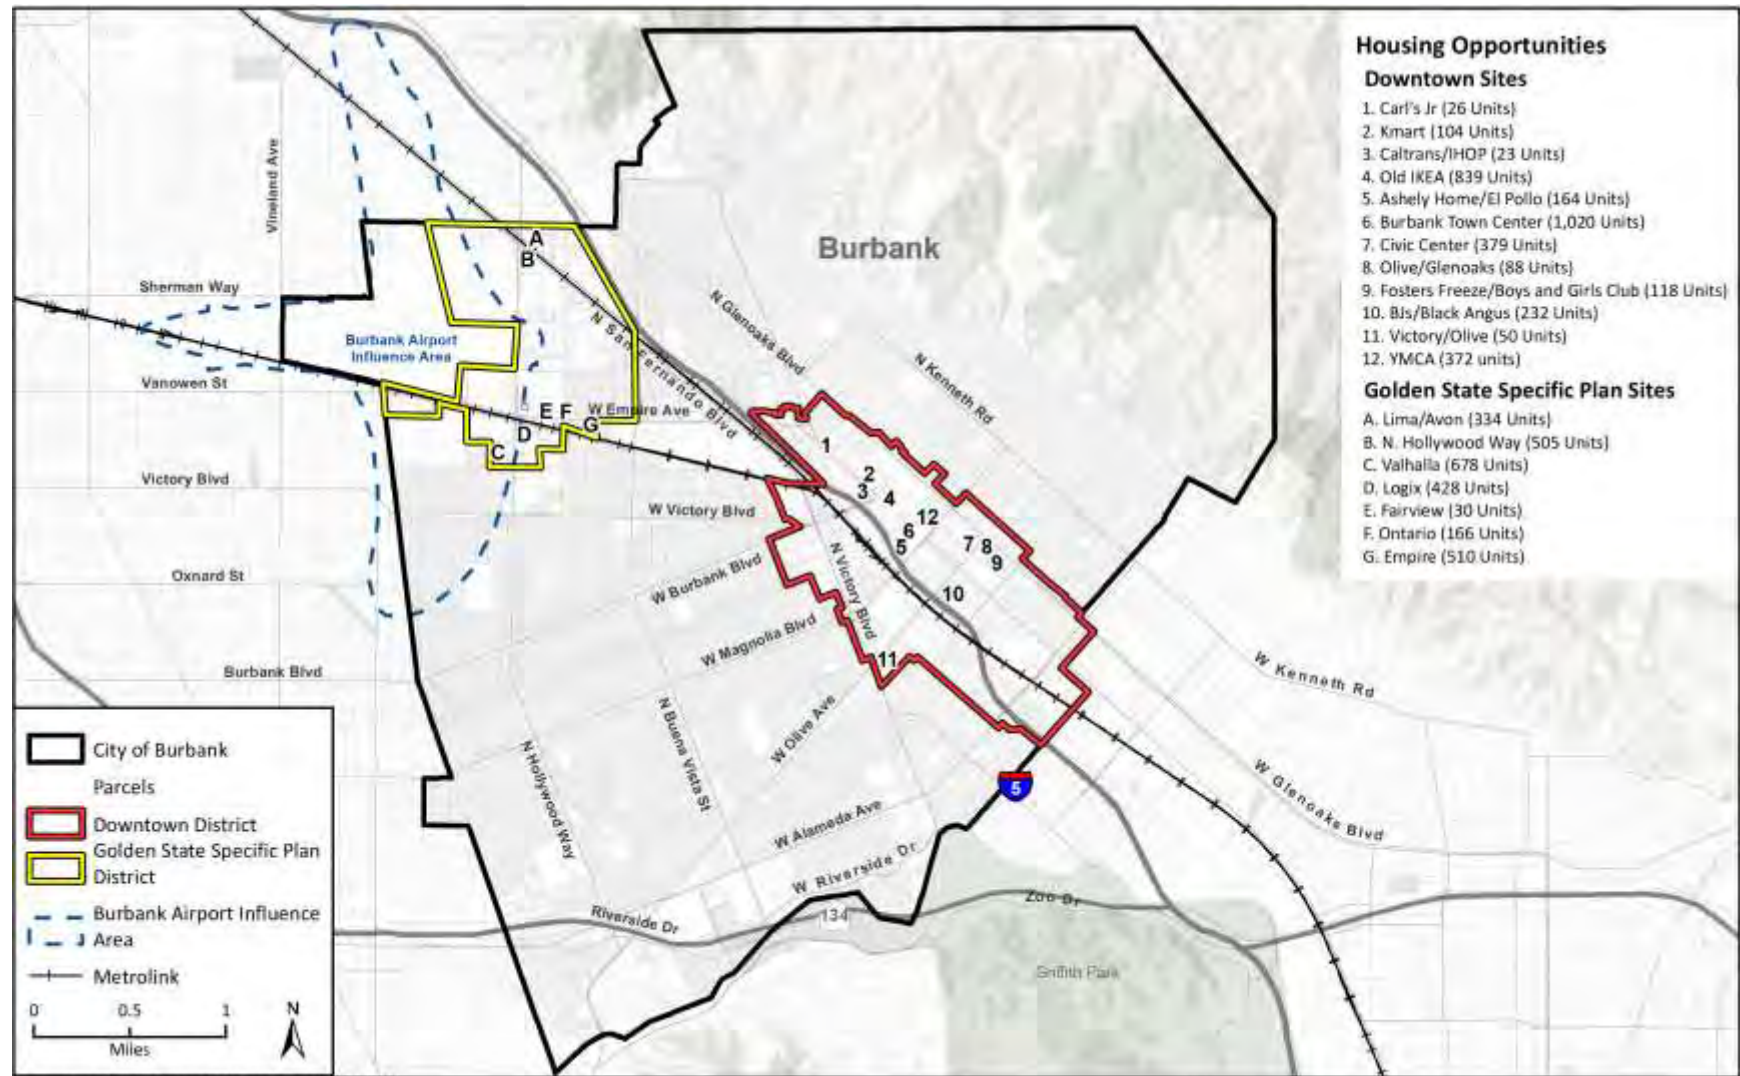 Housing Opportunities
Downtown Sites
1. Carl's Jr (26 Units)
2. Kmart (104 Units)
3. Caltrans/IHOP (23 Units)
4. Old IKEA (839 Units)
5. Ashely Home/El Pollo (164 Units)
6. Burbank Town Center (1,020 Units)
7. Civic Center (379 Units)
8. Olive/Glenoaks (88 Units)
9. Fosters Freeze/Boys and Girls Club (118 Units)
10. BJs/Black Angus (232 Units)
11. Victory/Olive (50 Units)
12. YMCA (372 units)
Golden State Specific Plan Sites
A. Lima/Avon (334 Units)
B. N. Hollywood Way (505 Units)
C. Valhalla (678 Units)
D. Logix (428 Units)
E. Fairview (30 Units)
F. Ontario (166 Units)
G. Empire (510 Units)
Vineland Ave
Burbank
A
B
Sherman Way
N San Fernando Blvd
N Glenoaks Blvd
N Kenneth Rd
Burbank Airport
Influence Area
Vanowen St
E F
W Empire Ave
G
D
C
1
2
3
4
12
6
5
7
8
9
10
11
Victory Blvd
W Victory Blvd
N Victory Blvd
Oxnard St
W Burbank Blvd
W Magnolia Blvd
Burbank Blvd
W Olive Ave
N Buena Vista St
N Hollywood Way
W Kenneth Rd
W Glenoaks Blvd
5
W Alameda Ave
W Riverside Dr
Riverside Dr
134
Zoo Dr
Griffith Park
City of Burbank
Parcels
Downtown District
Golden State Specific Plan
District
Burbank Airport Influence
Area
Metrolink
0 0.5 1
Miles
N